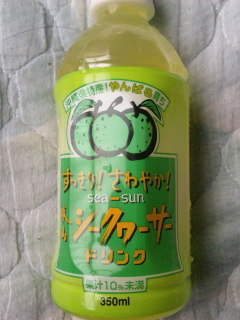 沖縄県特産!やんばる育ち
すっきり!さわやか!
sea-sun
シークヮーサー
ドリンク
果汁10%未満
350ml